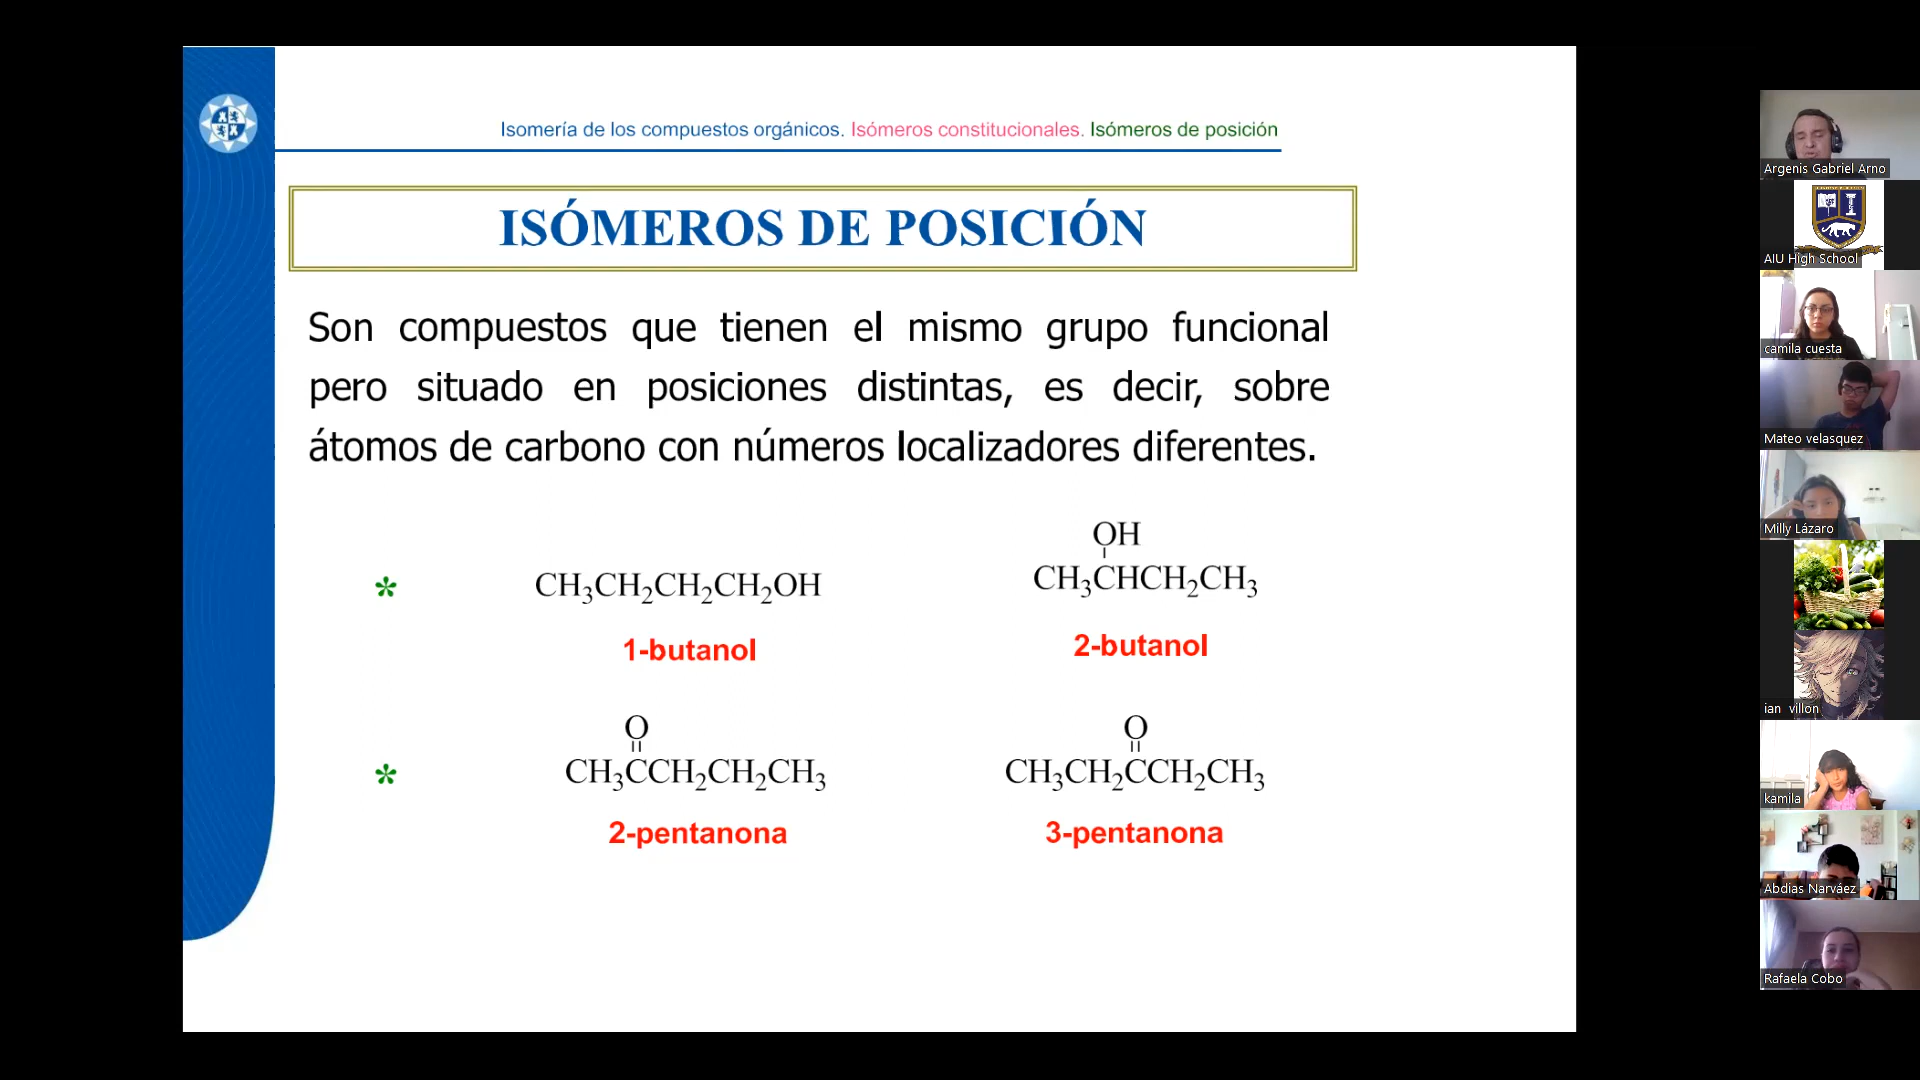 Isomería de los compuestos orgánicos. Isómeros constitucionales. Isómeros de posición
ISÓMEROS DE POSICIÓN
Son compuestos que tienen el mismo grupo funcional
pero situado en posiciones distintas, es decir, sobre
átomos de carbono con números localizadores diferentes.
OH
* CH₃CH₂CH₂CH₂OH CH₃CHCH₂CH₃
1-butanol 2-butanol
O O
* CH₃CCH₂CH₂CH₃ CH₃CH₂CCH₂CH₃
2-pentanona 3-pentanona
Argenis Gabriel Arno
AIU High School
camila cuesta
Mateo velasquez
Milly Lázaro
ian villon
kamila
Abdias Narváez
Rafaela Cobo